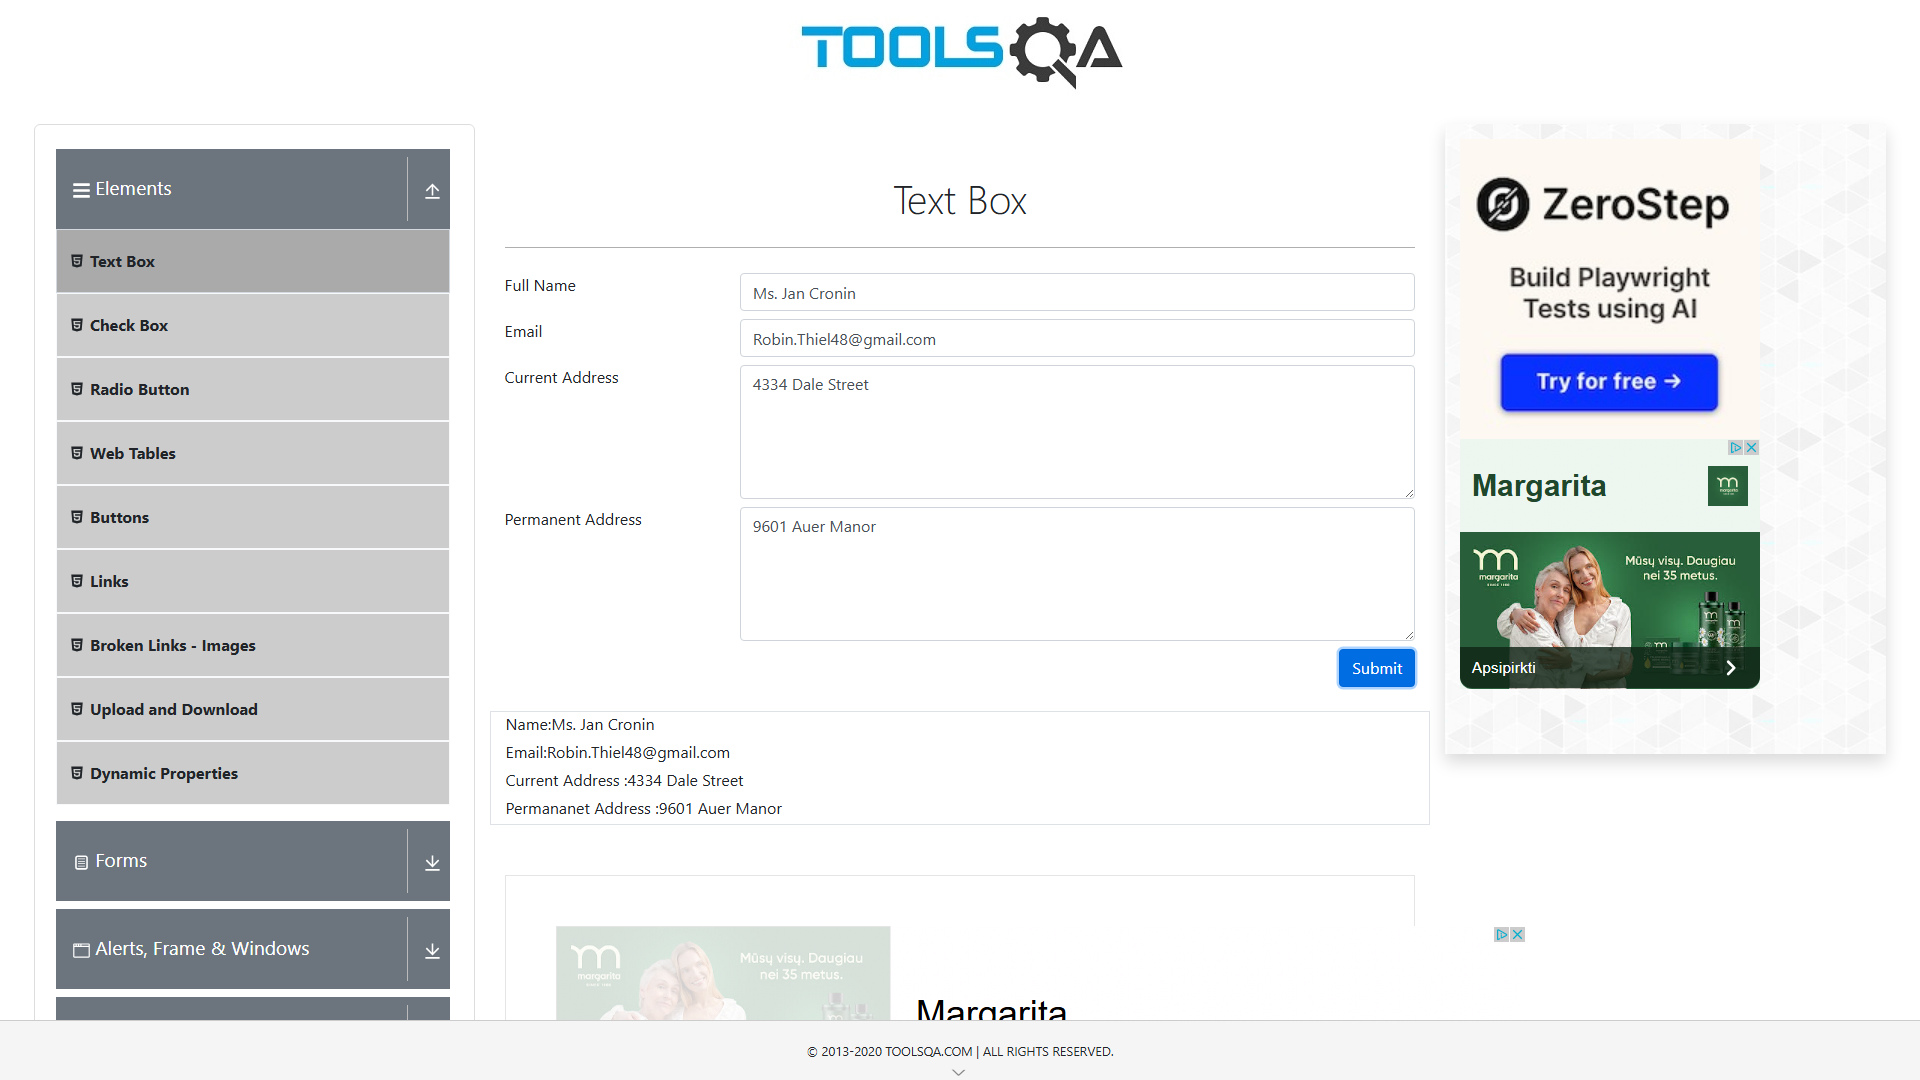 TOOLSQA
Elements
Text Box
Check Box
Radio Button
Web Tables
Buttons
Links
Broken Links - Images
Upload and Download
Dynamic Properties
Forms
Alerts, Frame & Windows
Text Box
Full Name
Ms. Jan Cronin
Email
Robin.Thiel48@gmail.com
Current Address
4334 Dale Street
Permanent Address
9601 Auer Manor
Submit
Name:Ms. Jan Cronin
Email:Robin.Thiel48@gmail.com
Current Address :4334 Dale Street
Permananet Address :9601 Auer Manor
margarita
SINCE 1988
Mūsų visų. Daugiau
nei 35 metus.
Margarita
ZeroStep
Build Playwright
Tests using AI
Try for free →
Margarita
margarita
Mūsų visų. Daugiau
nei 35 metus.
Apsipirkti
© 2013-2020 TOOLSQA.COM | ALL RIGHTS RESERVED.